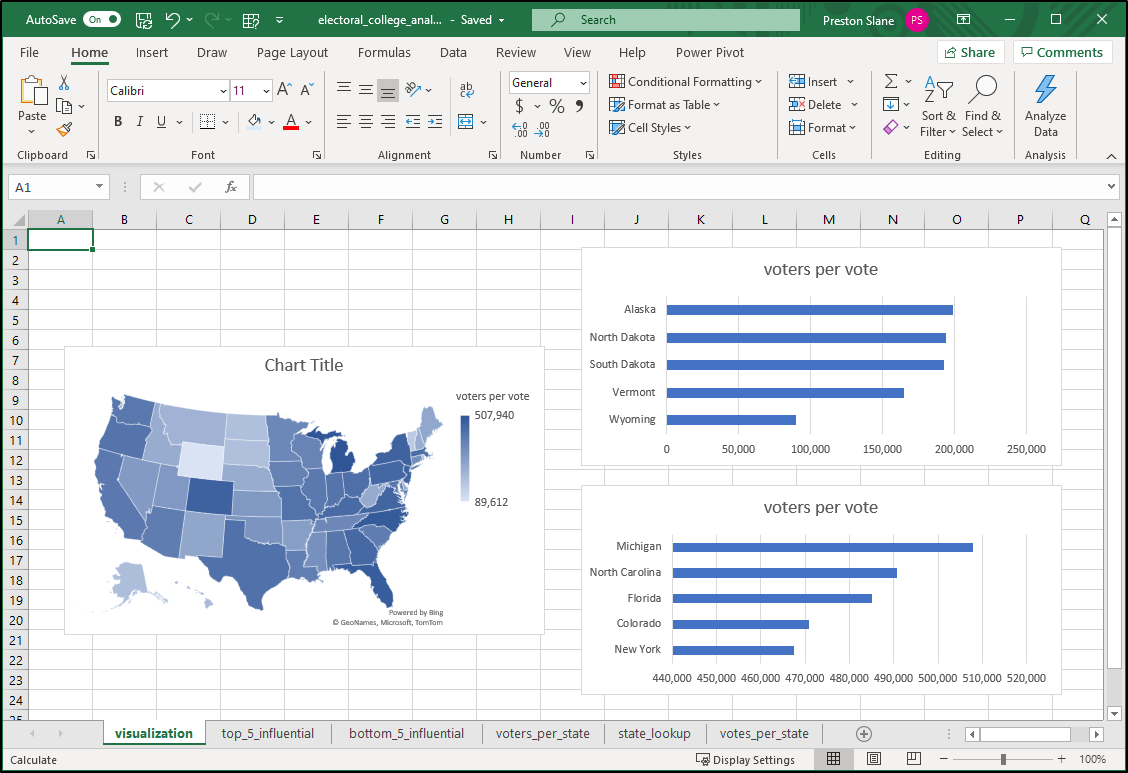 AutoSave On electoral_college_anal... - Saved Search Preston Slane PS
File Home Insert Draw Page Layout Formulas Data Review View Help Power Pivot Share Comments
Paste Calibri 11 A A ab c General Conditional Formatting Insert Σ A Z
B I U A $ % 9 Format as Table Delete Sort & Find & Analyze
.00 .00 Cell Styles Format Filter Select Data
Clipboard Font Alignment Number Styles Cells Editing Analysis
A1 fx
A B C D E F G H I J K L M N O P Q
1
2
3
4
5
6
7
8
9
10
11
12
13
14
15
16
17
18
19
20
21
22
23
24
25
Chart Title
voters per vote
507,940
89,612
Powered by Bing
© GeoNames, Microsoft, TomTom
voters per vote
Alaska
North Dakota
South Dakota
Vermont
Wyoming
0 50,000 100,000 150,000 200,000 250,000
voters per vote
Michigan
North Carolina
Florida
Colorado
New York
440,000 450,000 460,000 470,000 480,000 490,000 500,000 510,000 520,000
visualization top_5_influential bottom_5_influential voters_per_state state_lookup votes_per_state
Calculate Display Settings 100%